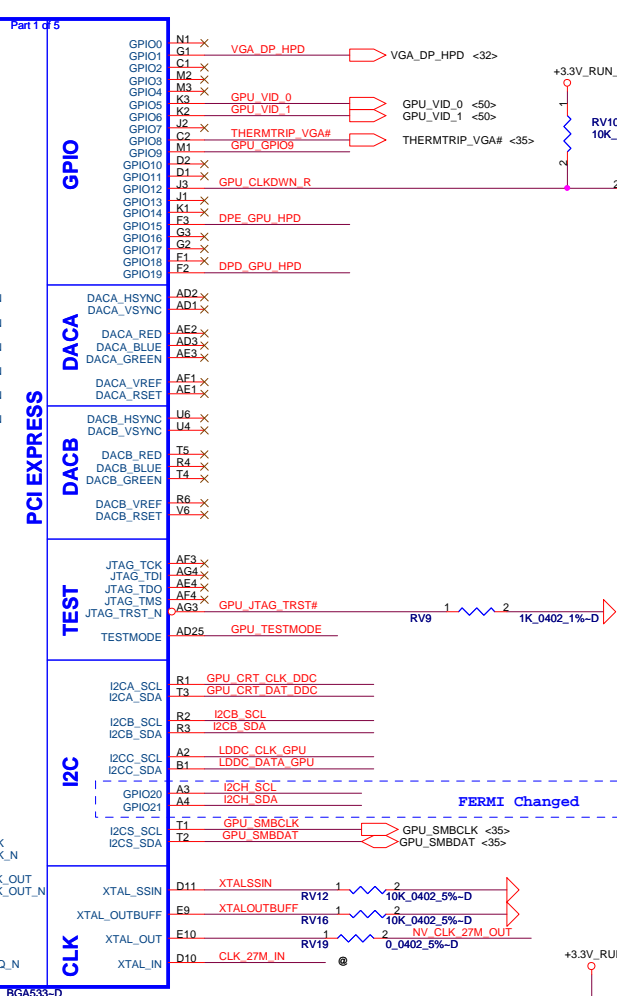 Part 1 of 5
GPIO
GPIO0 N1
GPIO1 G1 VGA_DP_HPD VGA_DP_HPD <32>
GPIO2 C1
GPIO3 M2
GPIO4 M3
GPIO5 K3 GPU_VID_0 GPU_VID_0 <50>
GPIO6 K2 GPU_VID_1 GPU_VID_1 <50>
GPIO7 J2
GPIO8 C2 THERMTRIP_VGA# THERMTRIP_VGA# <35>
GPIO9 M1 GPU_GPIO9
GPIO10 D2
GPIO11 D1
GPIO12 J3 GPU_CLKDWN_R
GPIO13 J1
GPIO14 K1
GPIO15 F3 DPE_GPU_HPD
GPIO16 G3
GPIO17 G2
GPIO18 F1
GPIO19 F2 DPD_GPU_HPD
+3.3V_RUN_
1
RV10
10K_
2
2
PCI EXPRESS
DACA
DACA_HSYNC AD2
DACA_VSYNC AD1
DACA_RED AE2
DACA_BLUE AD3
DACA_GREEN AE3
DACA_VREF AF1
DACA_RSET AE1
DACB
DACB_HSYNC U6
DACB_VSYNC U4
DACB_RED T5
DACB_BLUE R4
DACB_GREEN T4
DACB_VREF R6
DACB_RSET V6
TEST
JTAG_TCK AF3
JTAG_TDI AG4
JTAG_TDO AE4
JTAG_TMS AF4
JTAG_TRST_N AG3 GPU_JTAG_TRST# 1 2
RV9 1K_0402_1%~D
TESTMODE AD25 GPU_TESTMODE
I2C
I2CA_SCL R1 GPU_CRT_CLK_DDC
I2CA_SDA T3 GPU_CRT_DAT_DDC
I2CB_SCL R2 I2CB_SCL
I2CB_SDA R3 I2CB_SDA
I2CC_SCL A2 LDDC_CLK_GPU
I2CC_SDA B1 LDDC_DATA_GPU
GPIO20 A3 I2CH_SCL
GPIO21 A4 I2CH_SDA
FERMI Changed
I2CS_SCL T1 GPU_SMBCLK GPU_SMBCLK <35>
I2CS_SDA T2 GPU_SMBDAT GPU_SMBDAT <35>
CLK
XTAL_SSIN D11 XTALSSIN 1 2
RV12 10K_0402_5%~D
XTAL_OUTBUFF E9 XTALOUTBUFF 1 2
RV16 10K_0402_5%~D
XTAL_OUT E10 1 2 NV_CLK_27M_OUT
RV19 0_0402_5%~D
XTAL_IN D10 CLK_27M_IN @
K_N
K_OUT
K_OUT_N
Q_N
BGA533~D
+3.3V_RU